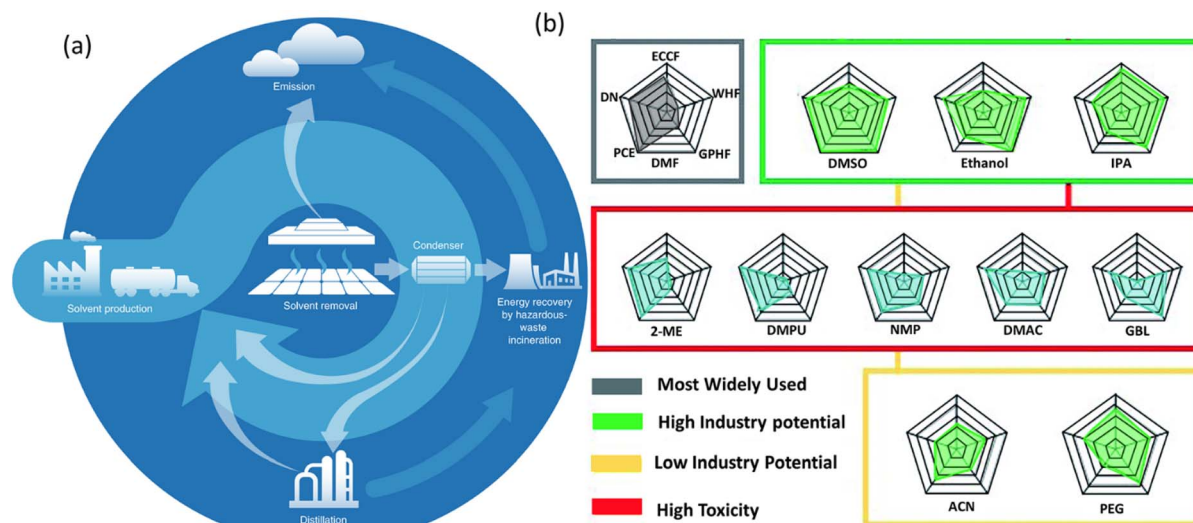 (a)
Emission
Solvent production
Solvent removal
Condenser
Energy recovery
by hazardous-
waste
incineration
Distillation
(b)
ECCF
DN
WHF
PCE
DMF
GPHF
DMSO
Ethanol
IPA
2-ME
DMPU
NMP
DMAC
GBL
Most Widely Used
High Industry potential
Low Industry Potential
High Toxicity
ACN
PEG